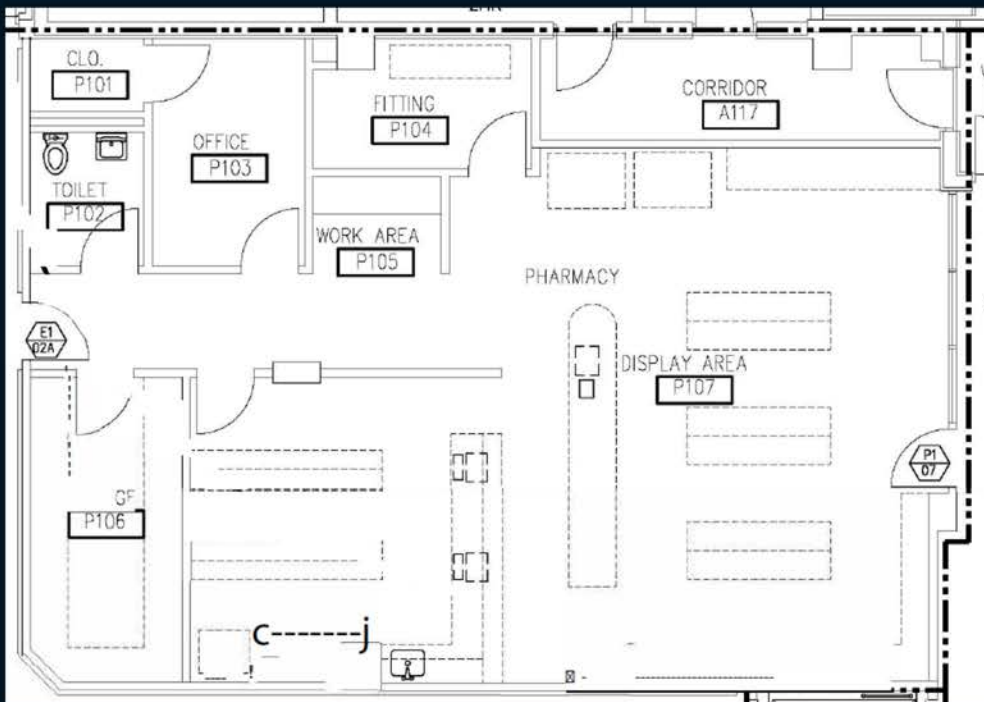 CLO.
P101
FITTING
P104
CORRIDOR
A117
OFFICE
P103
TOILET
P102
WORK AREA
P105
PHARMACY
E1
02A
DISPLAY AREA
P107
P1
07
P106
c
j